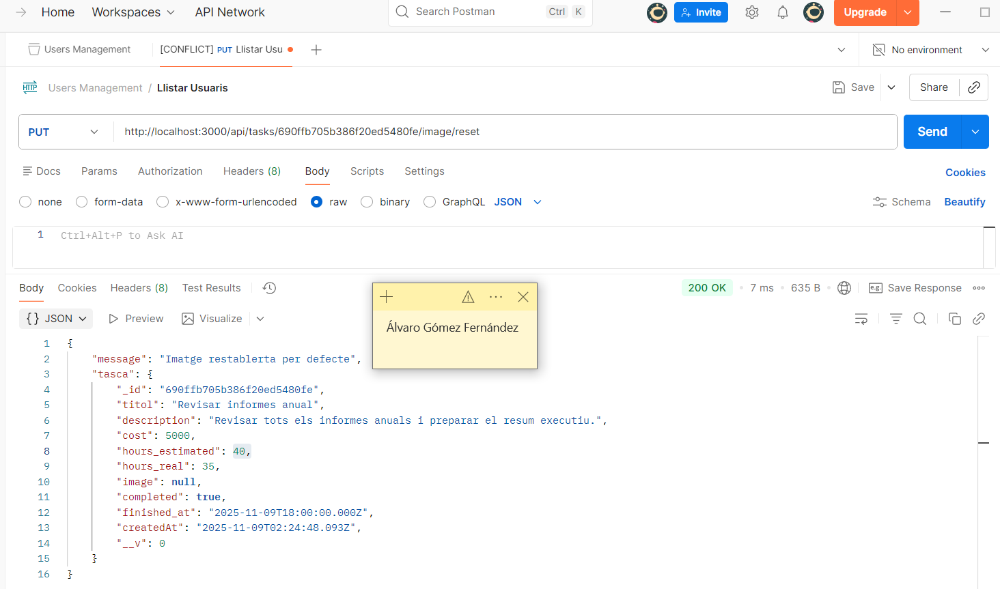 Home Workspaces API Network Search Postman Ctrl K Invite Upgrade
Users Management [CONFLICT] PUT Llistar Usu No environment
HTTP Users Management / Llistar Usuaris Save Share
PUT http://localhost:3000/api/tasks/690ffb705b386f20ed5480fe/image/reset Send
Docs Params Authorization Headers (8) Body Scripts Settings Cookies
none form-data x-www-form-urlencoded raw binary GraphQL JSON Schema Beautify
1 Ctrl+Alt+P to Ask AI
Body Cookies Headers (8) Test Results 200 OK • 7 ms • 635 B • e.g. Save Response
{} JSON Preview Visualize
Álvaro Gómez Fernández
1 {
2 "message": "Imatge restablerta per defecte",
3 "tasca": {
4 "_id": "690ffb705b386f20ed5480fe",
5 "titol": "Revisar informes anual",
6 "description": "Revisar tots els informes anuals i preparar el resum executiu.",
7 "cost": 5000,
8 "hours_estimated": 40,
9 "hours_real": 35,
10 "image": null,
11 "completed": true,
12 "finished_at": "2025-11-09T18:00:00.000Z",
13 "createdAt": "2025-11-09T02:24:48.093Z",
14 "__v": 0
15 }
16 }